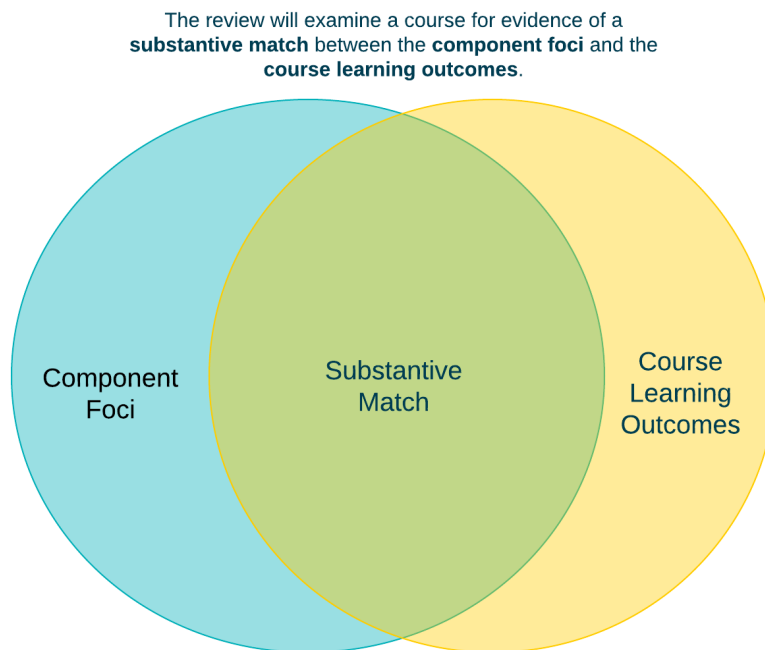 The review will examine a course for evidence of a
substantive match between the component foci and the
course learning outcomes.
Component
Foci
Substantive
Match
Course
Learning
Outcomes